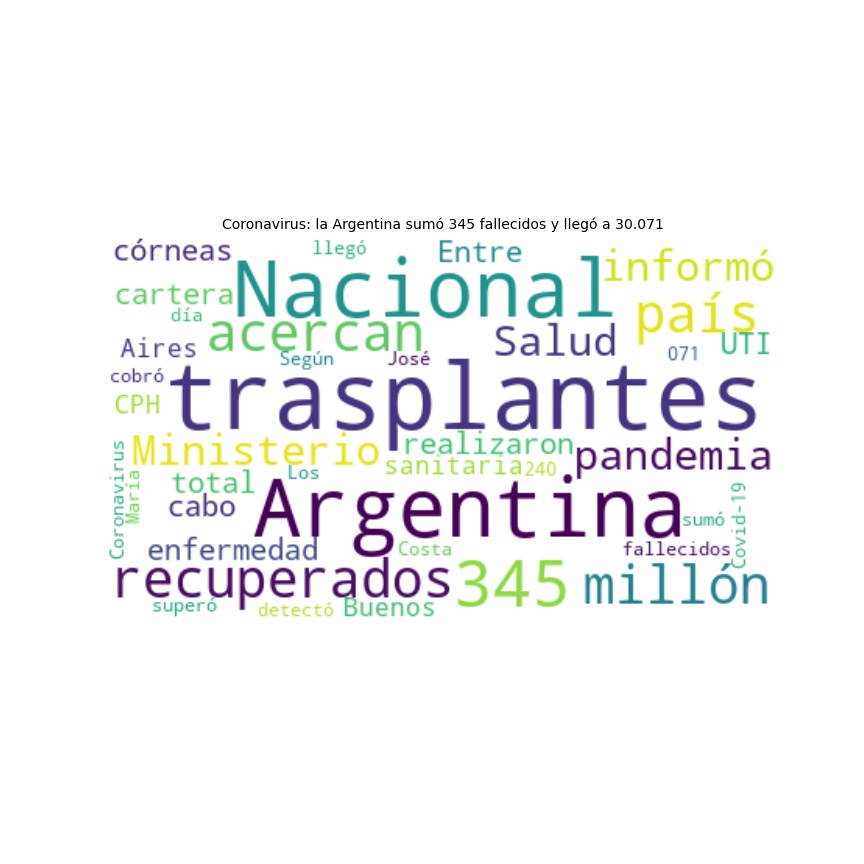 Coronavirus: la Argentina sumó 345 fallecidos y llegó a 30.071
córneas
llegó
Entre
Nacional
informó
cartera
día
acercan
país
Salud
UTI
Aires
Según
José
071
cobró
trasplantes
CPH
Ministerio
realizaron
pandemia
sanitaria
240
Los
total
Coronavirus
María
cabo
Argentina
sumó
Covid-19
enfermedad
Costa
fallecidos
recuperados
345
millón
superó
detectó
Buenos